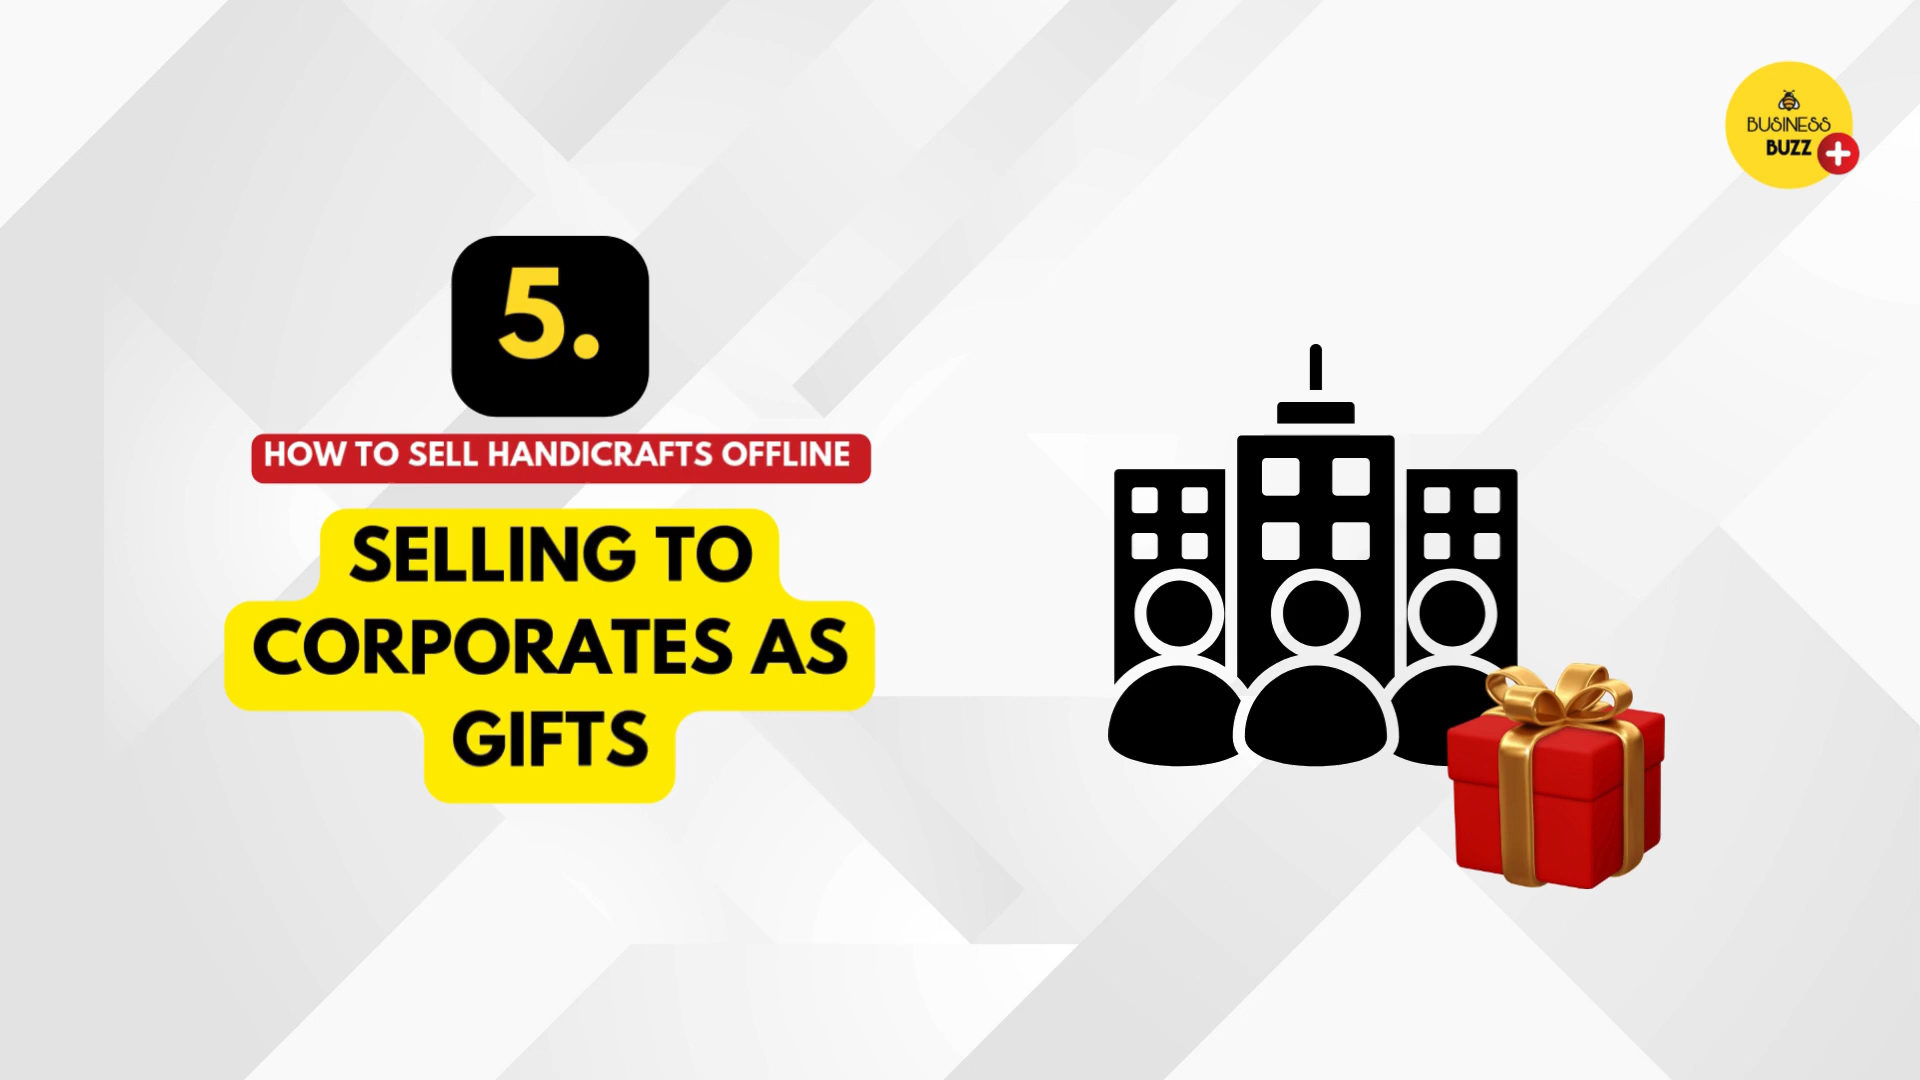 BUSINESS
BUZZ
5.
HOW TO SELL HANDICRAFTS OFFLINE
SELLING TO
CORPORATES AS
GIFTS